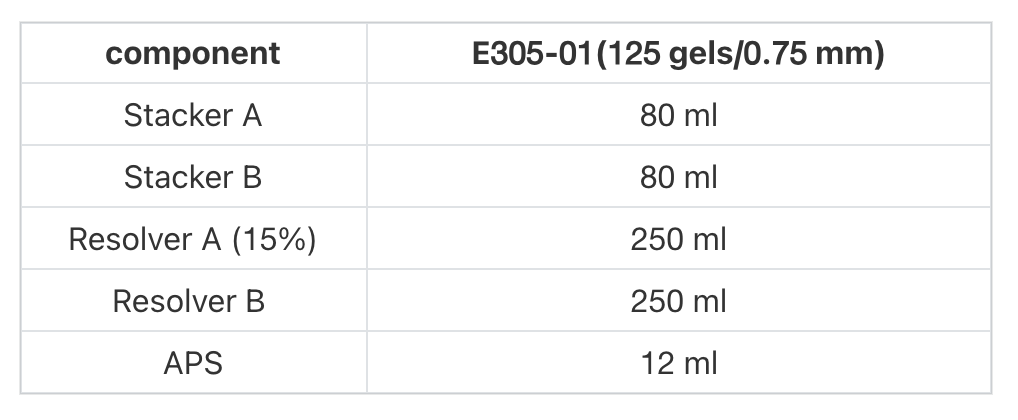 component E305-01(125 gels/0.75 mm)
Stacker A 80 ml
Stacker B 80 ml
Resolver A (15%) 250 ml
Resolver B 250 ml
APS 12 ml